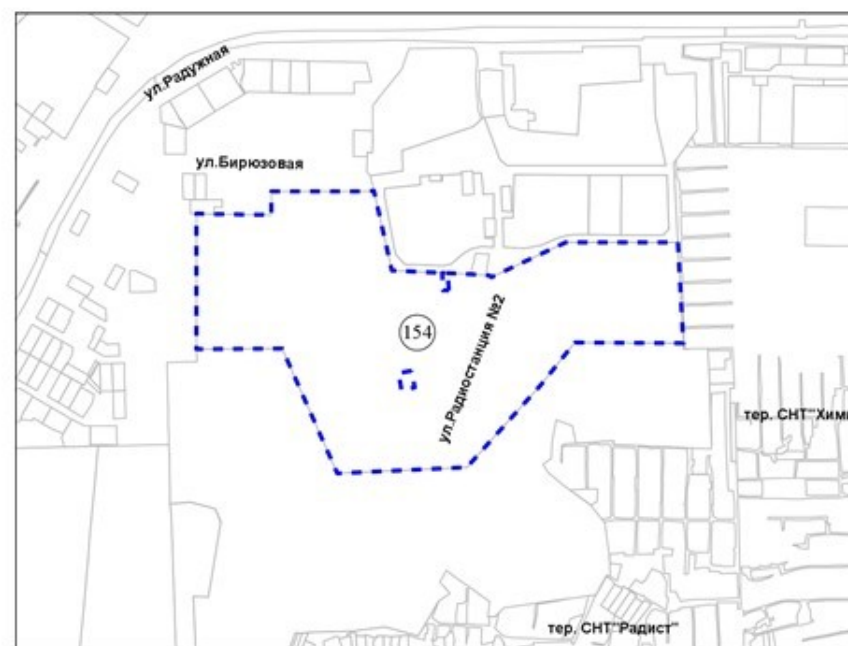 ул.Радужная
ул.Бирюзовая
154
ул.Радиостанция №2
тер. СНТ"Хими
тер. СНТ"Радист"